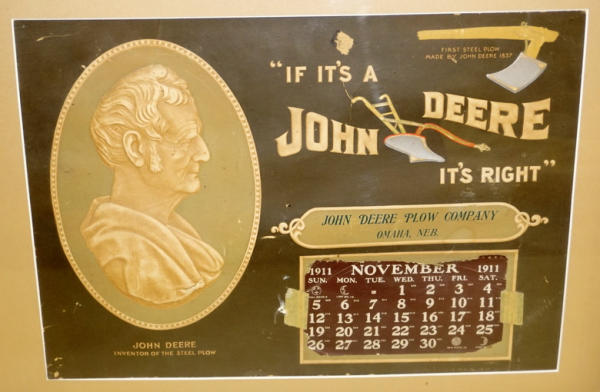 FIRST STEEL PLOW
MADE BY JOHN DEERE 1837
"IF IT'S A
JOHN DEERE
IT'S RIGHT"
JOHN DEERE PLOW COMPANY
OMAHA, NEB.
1911 NOVEMBER 1911
SUN. MON. TUE. WED. THU. FRI. SAT.
1 2 3 4
5 6 7 8 9 10 11
12 13 14 15 16 17 18
19 20 21 22 23 24 25
26 27 28 29 30
JOHN DEERE
INVENTOR OF THE STEEL PLOW